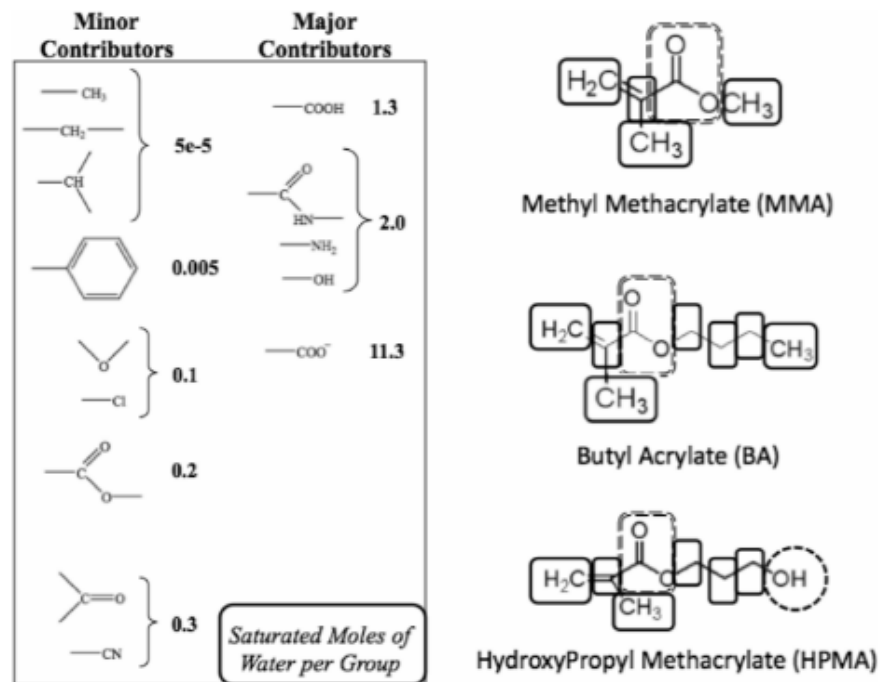 Minor
Contributors
Major
Contributors
CH3
CH2
CH
5e-5
0.005
O
Cl
0.1
O
C
O
0.2
C
O
CN
0.3
COOH
1.3
O
C
HN
NH2
OH
2.0
COO-
11.3
Saturated Moles of
Water per Group
O
H2C
OCH3
CH3
Methyl Methacrylate (MMA)
O
H2C
O
CH3
CH3
Butyl Acrylate (BA)
O
H2C
O
OH
CH3
HydroxyPropyl Methacrylate (HPMA)